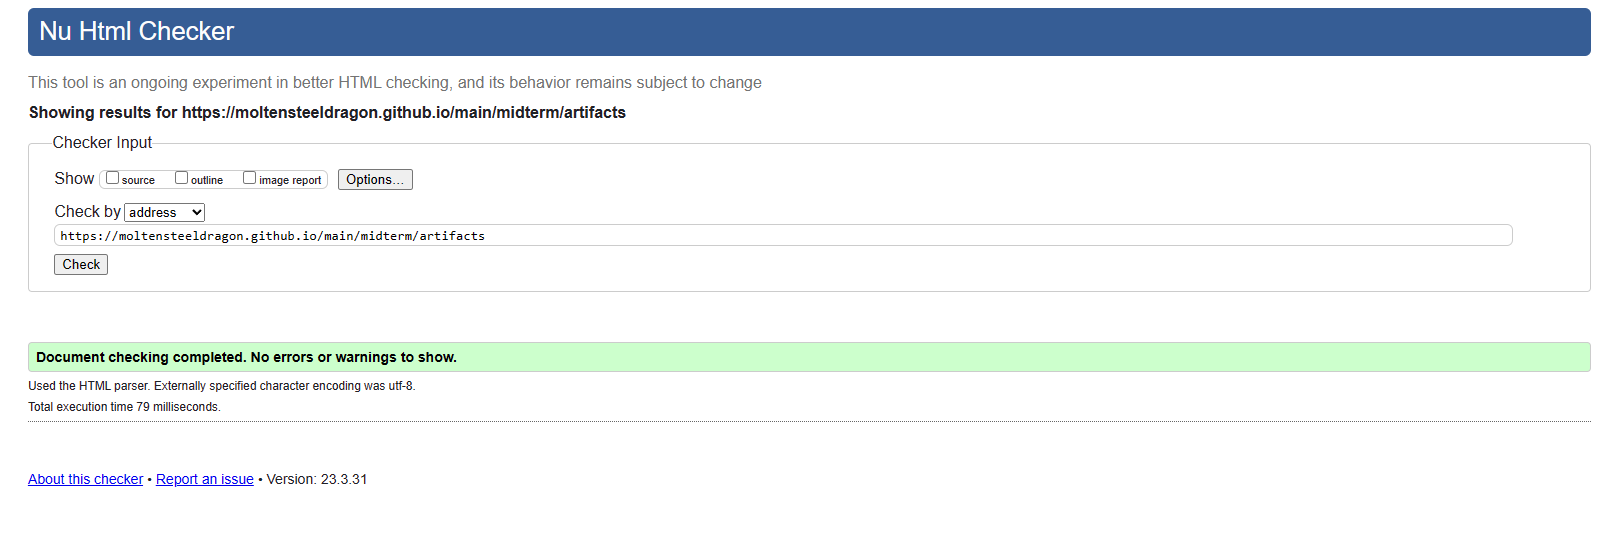 Nu Html Checker
This tool is an ongoing experiment in better HTML checking, and its behavior remains subject to change
Showing results for https://moltensteeldragon.github.io/main/midterm/artifacts
Checker Input
Show source outline image report Options...
Check by address
https://moltensteeldragon.github.io/main/midterm/artifacts
Check
Document checking completed. No errors or warnings to show.
Used the HTML parser. Externally specified character encoding was utf-8.
Total execution time 79 milliseconds.
About this checker • Report an issue • Version: 23.3.31